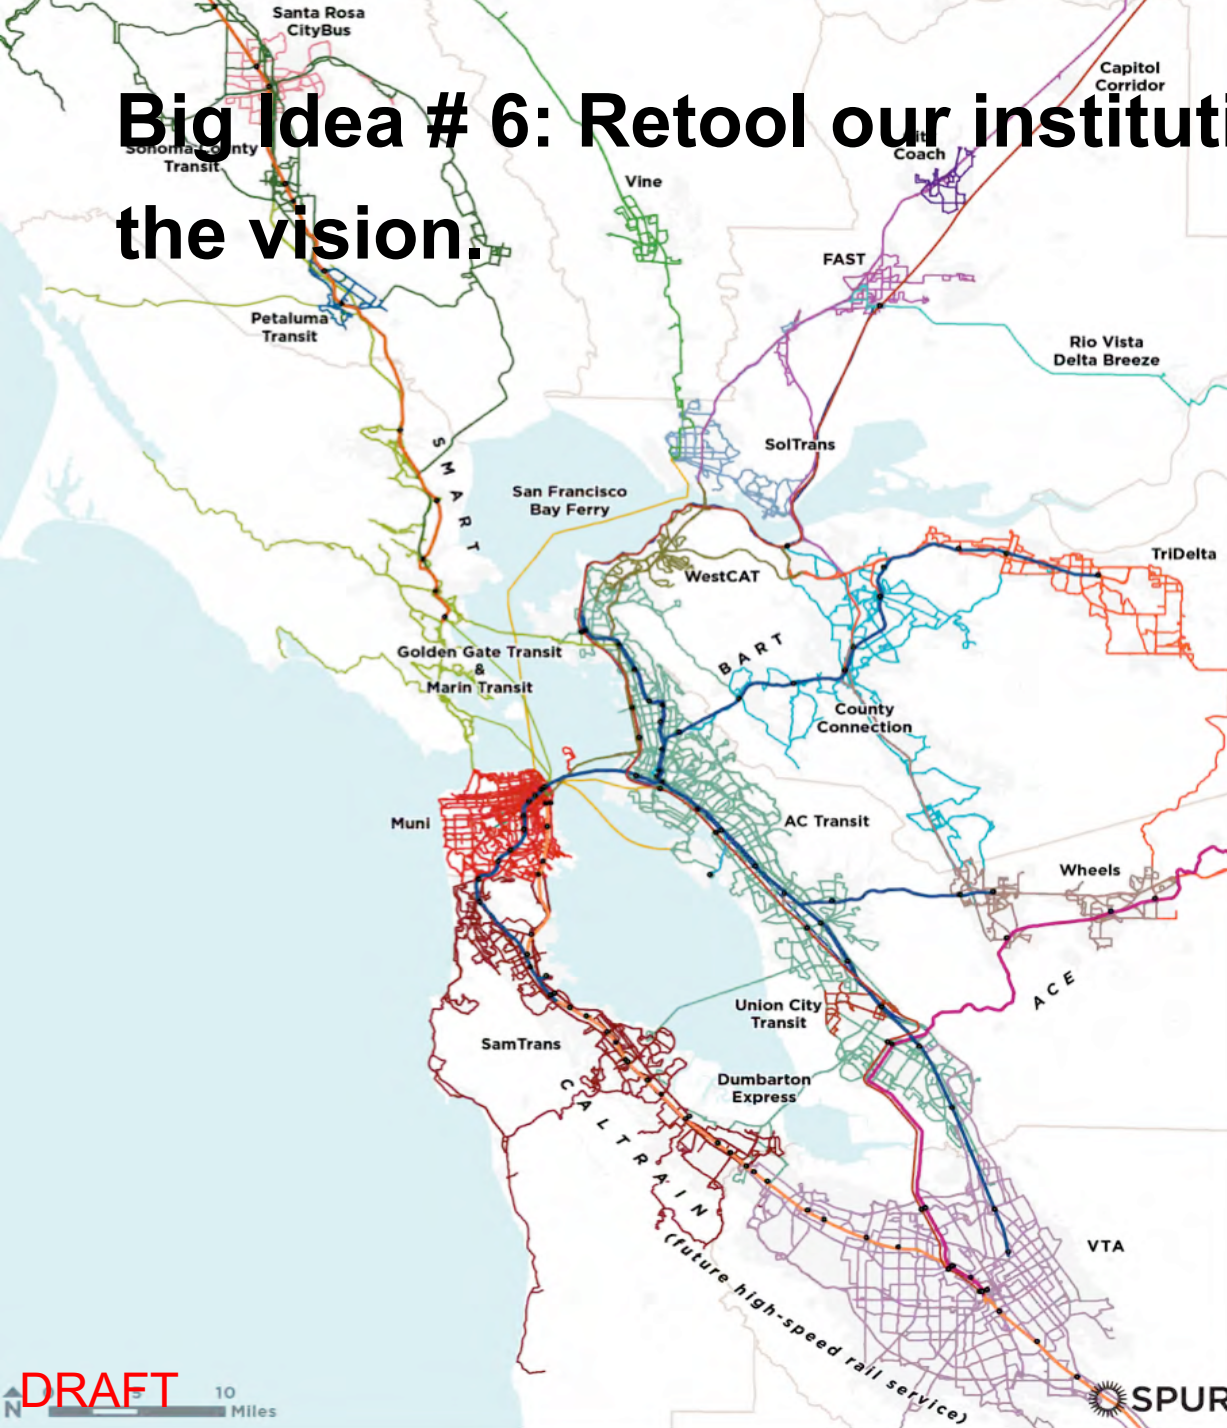 Santa Rosa
CityBus
Capitol
Corridor
Big Idea # 6: Retool our instituti
Sonoma County
Transit
Coach
Vine
the vision.
FAST
Petaluma
Transit
Rio Vista
Delta Breeze
SMART
SolTrans
San Francisco
Bay Ferry
TriDelta
WestCAT
BART
Golden Gate Transit
&
Marin Transit
County
Connection
Muni
AC Transit
Wheels
ACE
Union City
Transit
SamTrans
Dumbarton
Express
CALTRAIN
(future high-speed rail service)
VTA
DRAFT
N
10
Miles
SPUR